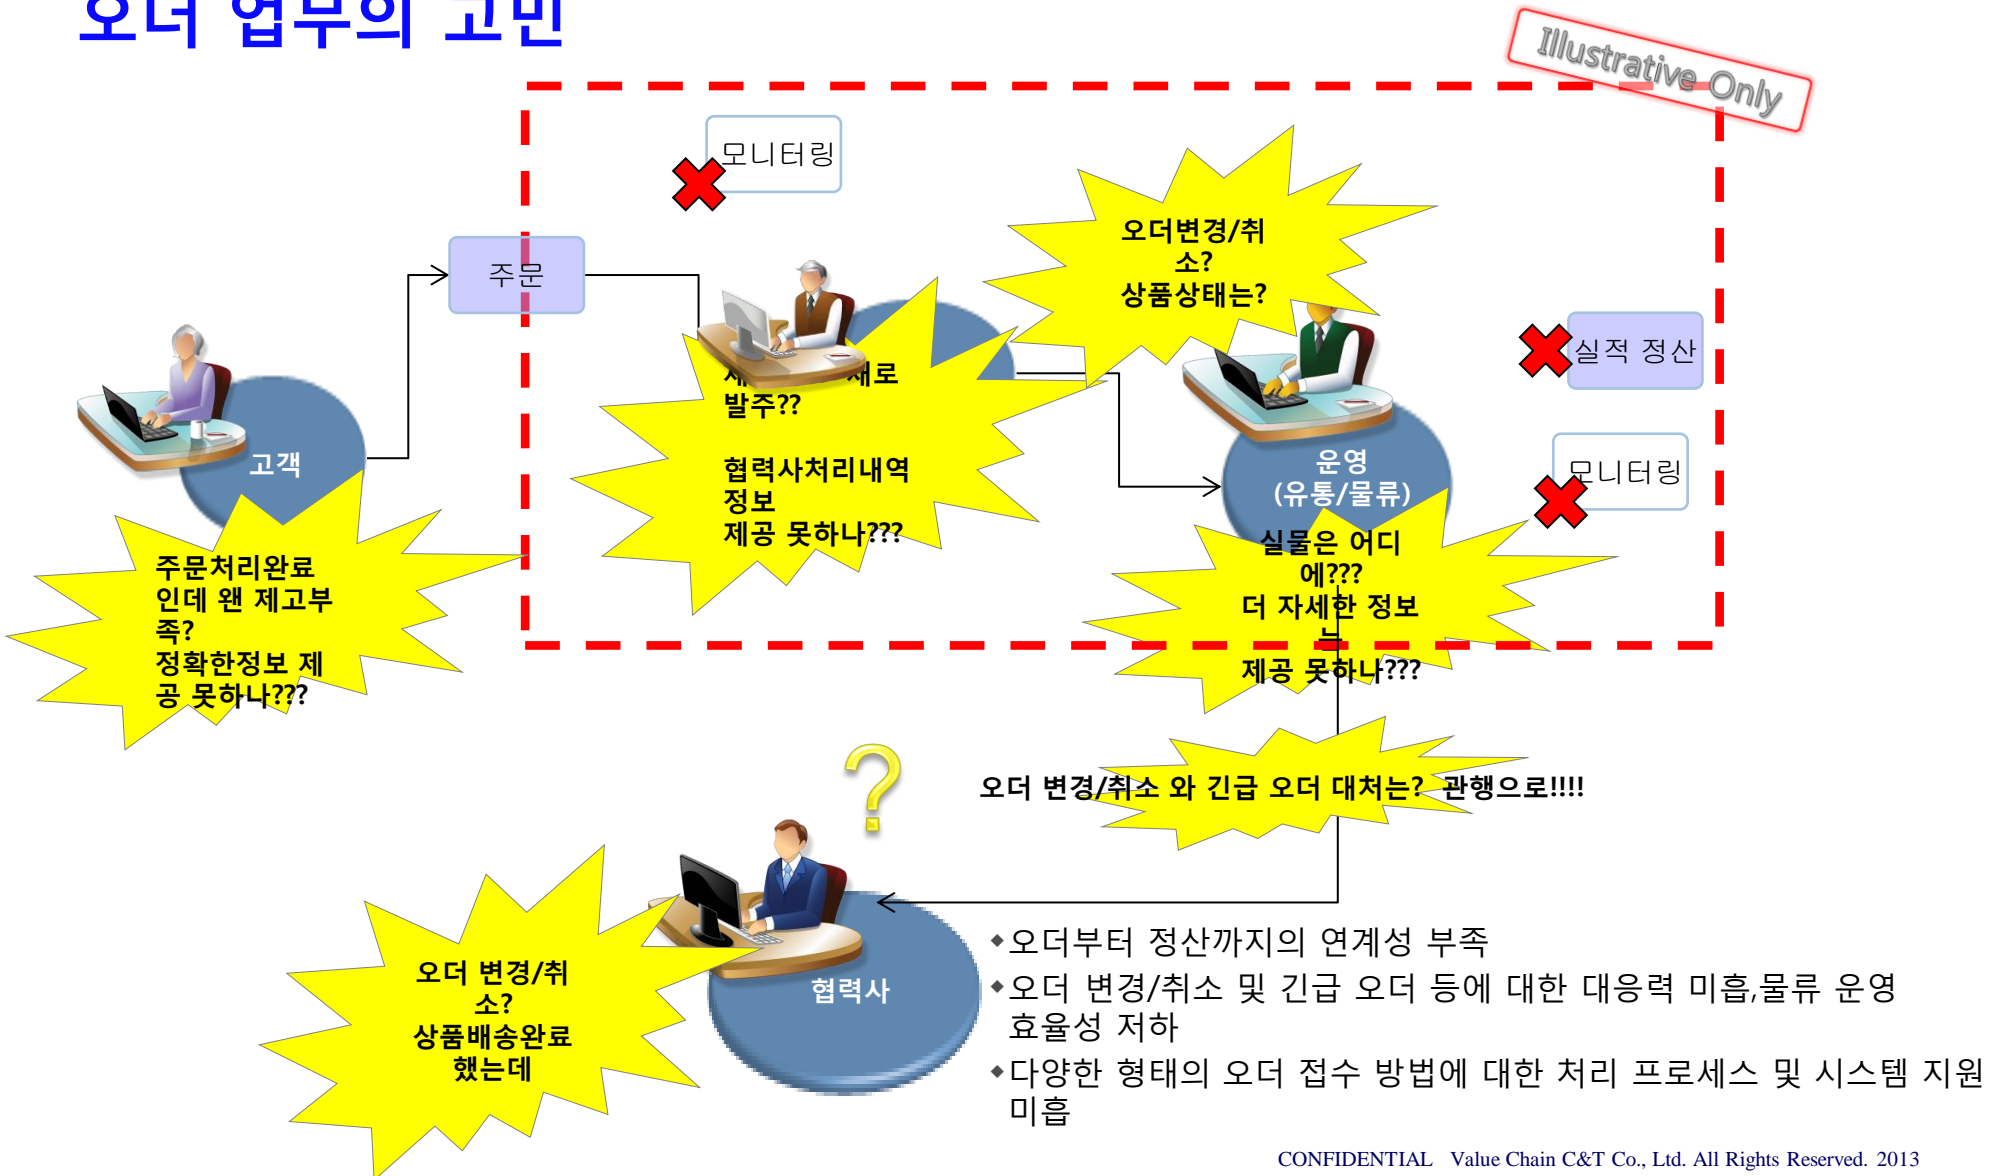 오더 업무의 고민
Illustrative Only
모니터링
오더변경/취
소?
상품상태는?
주문
실적 정산
재로
발주??
협력사처리내역
정보
제공 못하나???
고객
운영
(유통/물류)
모니터링
주문처리완료
인데 왠 제고부
족?
정확한정보 제
공 못하나???
실물은 어디
에???
더 자세한 정보
는
제공 못하나???
오더 변경/취소 와 긴급 오더 대처는? 관행으로!!!!
오더 변경/취
소?
상품배송완료
했는데
협력사
오더부터 정산까지의 연계성 부족
오더 변경/취소 및 긴급 오더 등에 대한 대응력 미흡,물류 운영
효율성 저하
다양한 형태의 오더 접수 방법에 대한 처리 프로세스 및 시스템 지원
미흡
CONFIDENTIAL Value Chain C&T Co., Ltd. All Rights Reserved. 2013